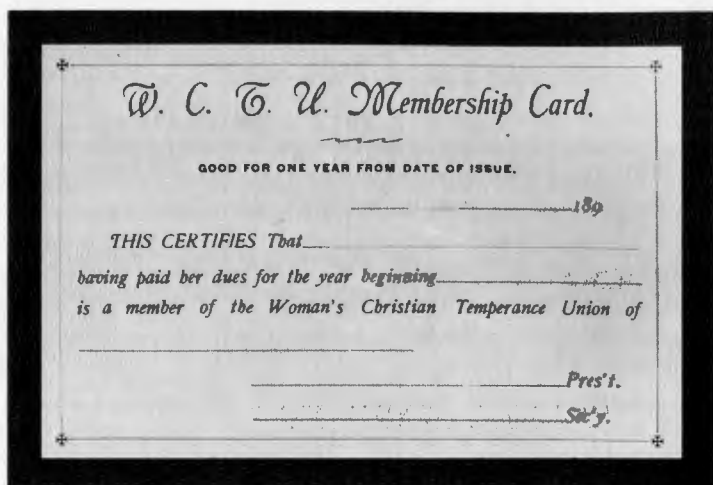 W. C. T. U. Membership Card.
GOOD FOR ONE YEAR FROM DATE OF ISSUE.
189
THIS CERTIFIES That
having paid her dues for the year beginning
is a member of the Woman's Christian Temperance Union of
Pres't.
Sec'y.